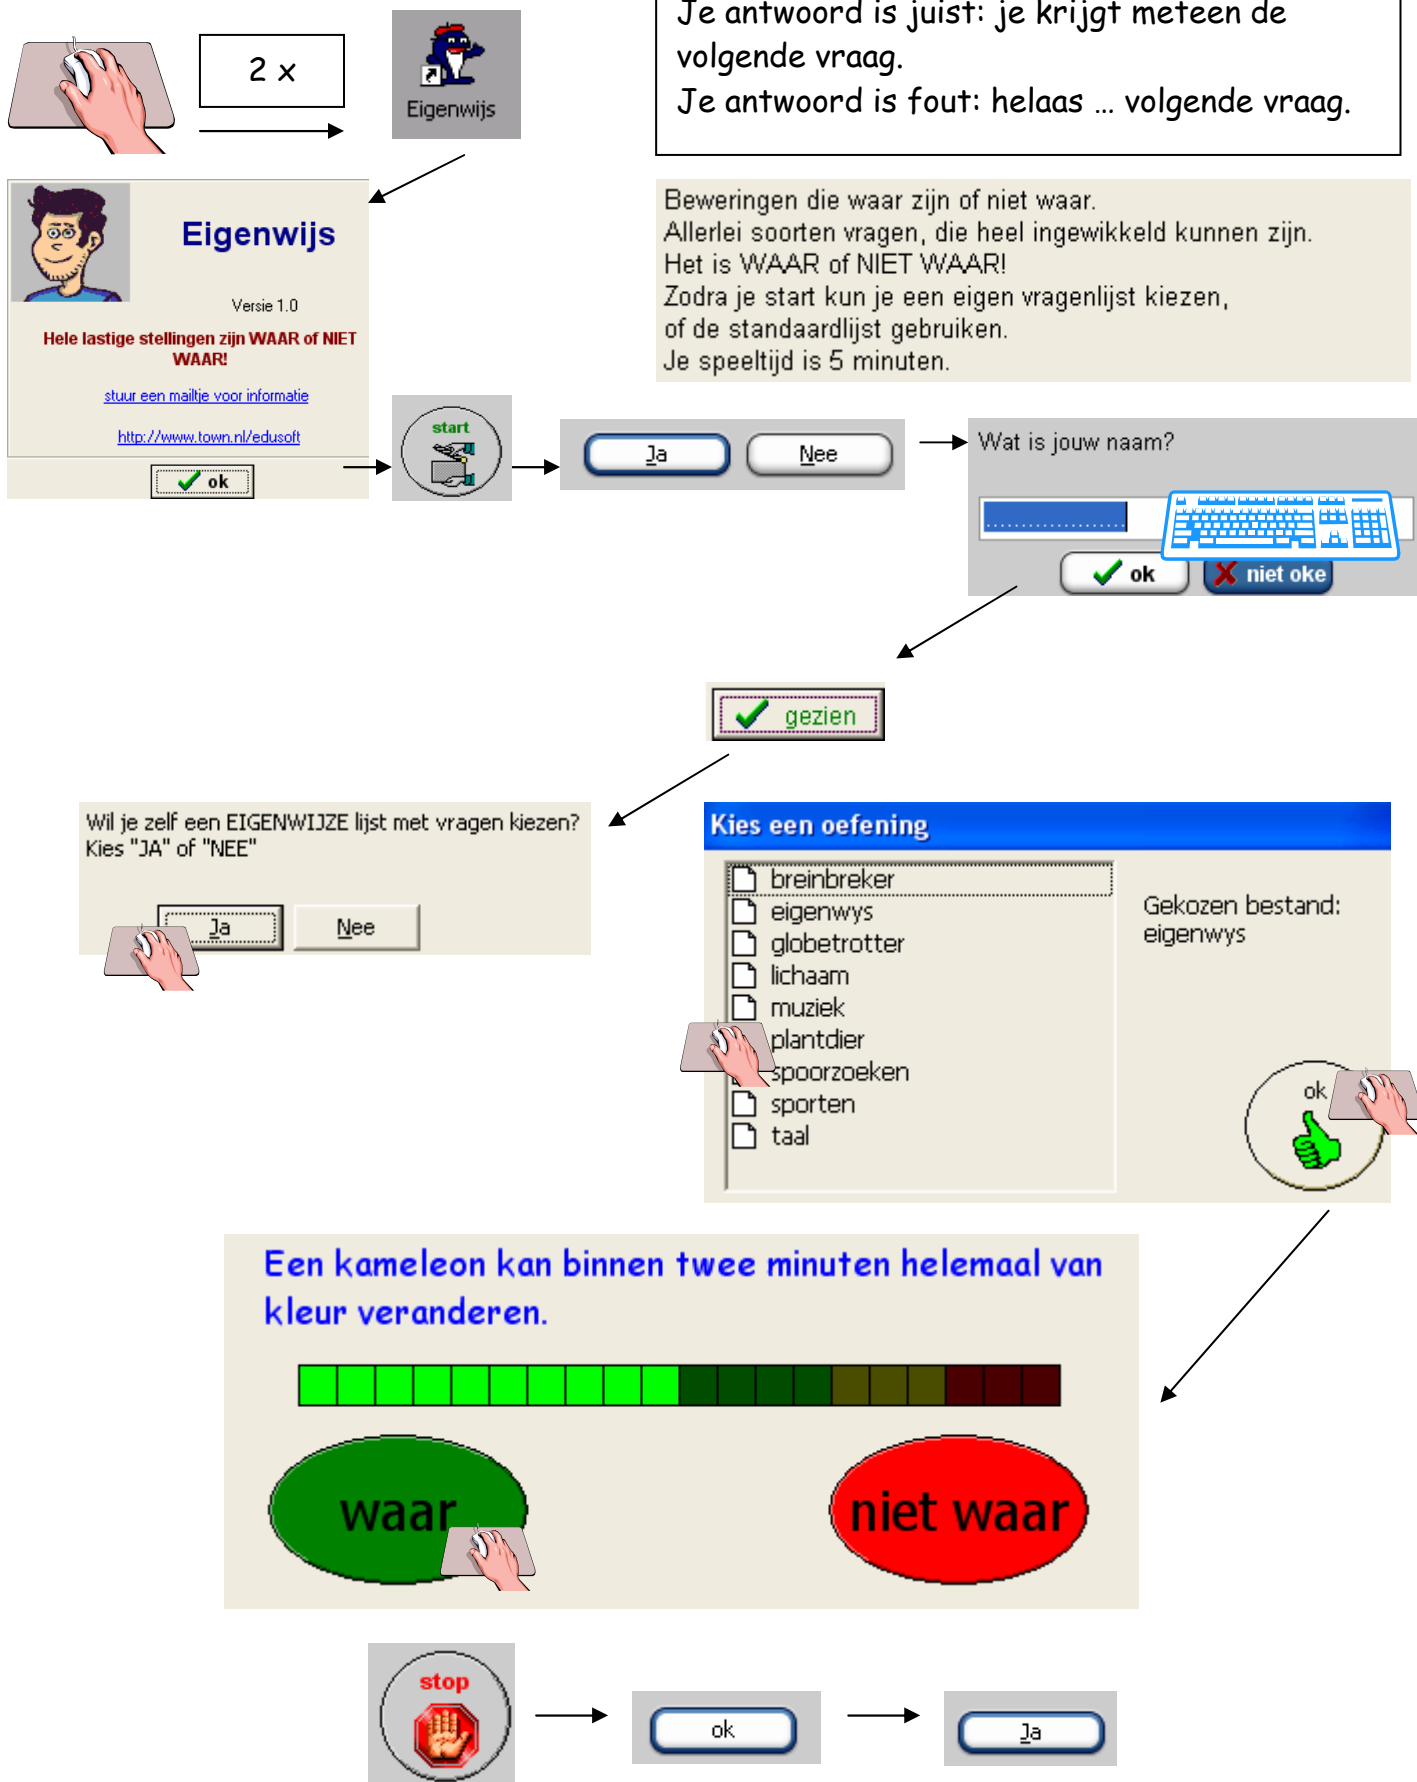 Je antwoord is juist: je krijgt meteen de
volgende vraag.
Je antwoord is fout: helaas … volgende vraag.
2 x
Eigenwijs
Eigenwijs
Versie 1.0
Hele lastige stellingen zijn WAAR of NIET
WAAR!
stuur een mailtje voor informatie
http://www.town.nl/edusoft
ok
Beweringen die waar zijn of niet waar.
Allerlei soorten vragen, die heel ingewikkeld kunnen zijn.
Het is WAAR of NIET WAAR!
Zodra je start kun je een eigen vragenlijst kiezen,
of de standaardlijst gebruiken.
Je speeltijd is 5 minuten.
start
Ja
Nee
Wat is jouw naam?
...................
ok
niet oke
gezien
Wil je zelf een EIGENWIJZE lijst met vragen kiezen?
Kies "JA" of "NEE"
Ja
Nee
Kies een oefening
breinbreker
eigenwys
globetrotter
lichaam
muziek
plantdier
spoorzoeken
sporten
taal
Gekozen bestand:
eigenwys
ok
Een kameleon kan binnen twee minuten helemaal van
kleur veranderen.
waar
niet waar
stop
ok
Ja